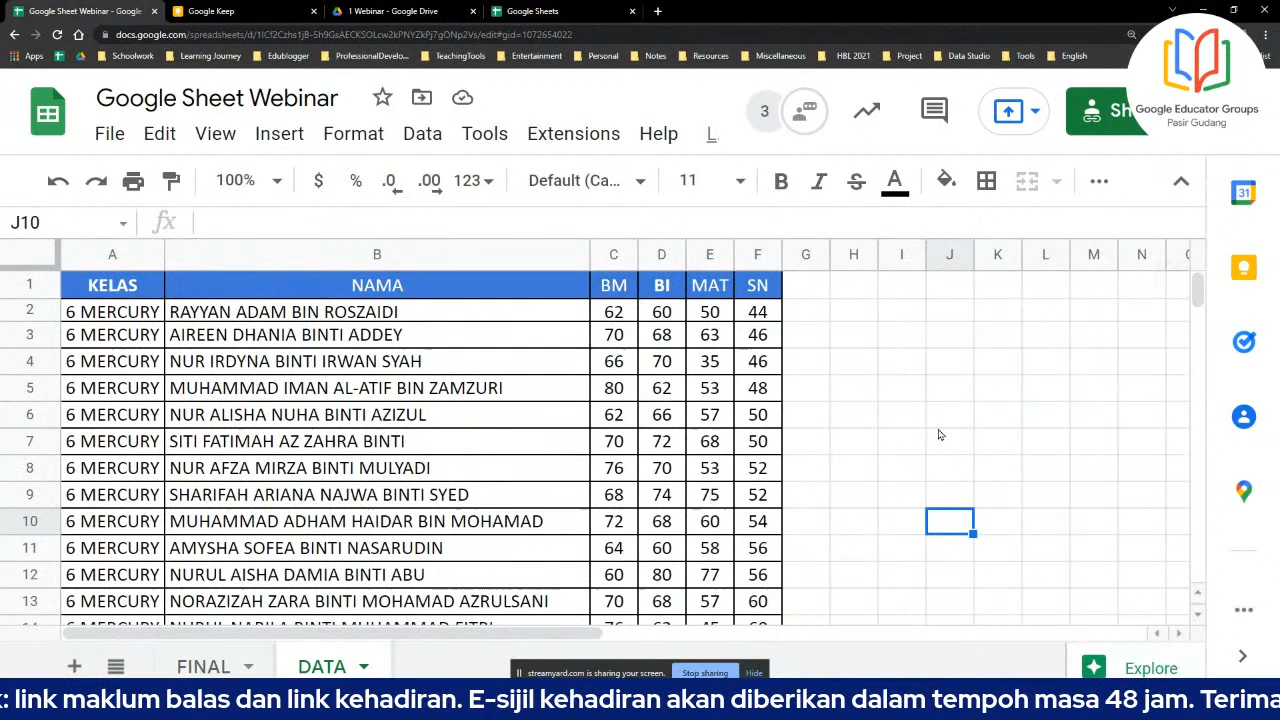 Google Sheet Webinar - Google
Google Keep
1 Webinar - Google Drive
Google Sheets
docs.google.com/spreadsheets/d/1lCf2Czhs1jB-5h9GsAECKSOLcw2kPNYZkPj7gONp2Vs/edit#gid=1072654022
Apps Schoolwork Learning Journey Edublogger ProfessionalDevelo... TeachingTools Entertainment Personal Notes Resources Miscellaneous HBL 2021 Project Data Studio Tools English
Google Educator Groups
Pasir Gudang
Google Sheet Webinar
File Edit View Insert Format Data Tools Extensions Help L
3
Sh
100% $ % .0 .00 123 Default (Ca... 11 B I S A
31
J10 fx
A B C D E F G H I J K L M N
1 KELAS NAMA BM BI MAT SN
2 6 MERCURY RAYYAN ADAM BIN ROSZAIDI 62 60 50 44
3 6 MERCURY AIREEN DHANIA BINTI ADDEY 70 68 63 46
4 6 MERCURY NUR IRDYNA BINTI IRWAN SYAH 66 70 35 46
5 6 MERCURY MUHAMMAD IMAN AL-ATIF BIN ZAMZURI 80 62 53 48
6 6 MERCURY NUR ALISHA NUHA BINTI AZIZUL 62 66 57 50
7 6 MERCURY SITI FATIMAH AZ ZAHRA BINTI 70 72 68 50
8 6 MERCURY NUR AFZA MIRZA BINTI MULYADI 76 70 53 52
9 6 MERCURY SHARIFAH ARIANA NAJWA BINTI SYED 68 74 75 52
10 6 MERCURY MUHAMMAD ADHAM HAIDAR BIN MOHAMAD 72 68 60 54
11 6 MERCURY AMYSHA SOFEA BINTI NASARUDIN 64 60 58 56
12 6 MERCURY NURUL AISHA DAMIA BINTI ABU 60 80 77 56
13 6 MERCURY NORAZIZAH ZARA BINTI MOHAMAD AZRULSANI 70 68 57 60
FINAL DATA
streamyard.com is sharing your screen. Stop sharing Hide
Explore
k: link maklum balas dan link kehadiran. E-sijil kehadiran akan diberikan dalam tempoh masa 48 jam. Terima